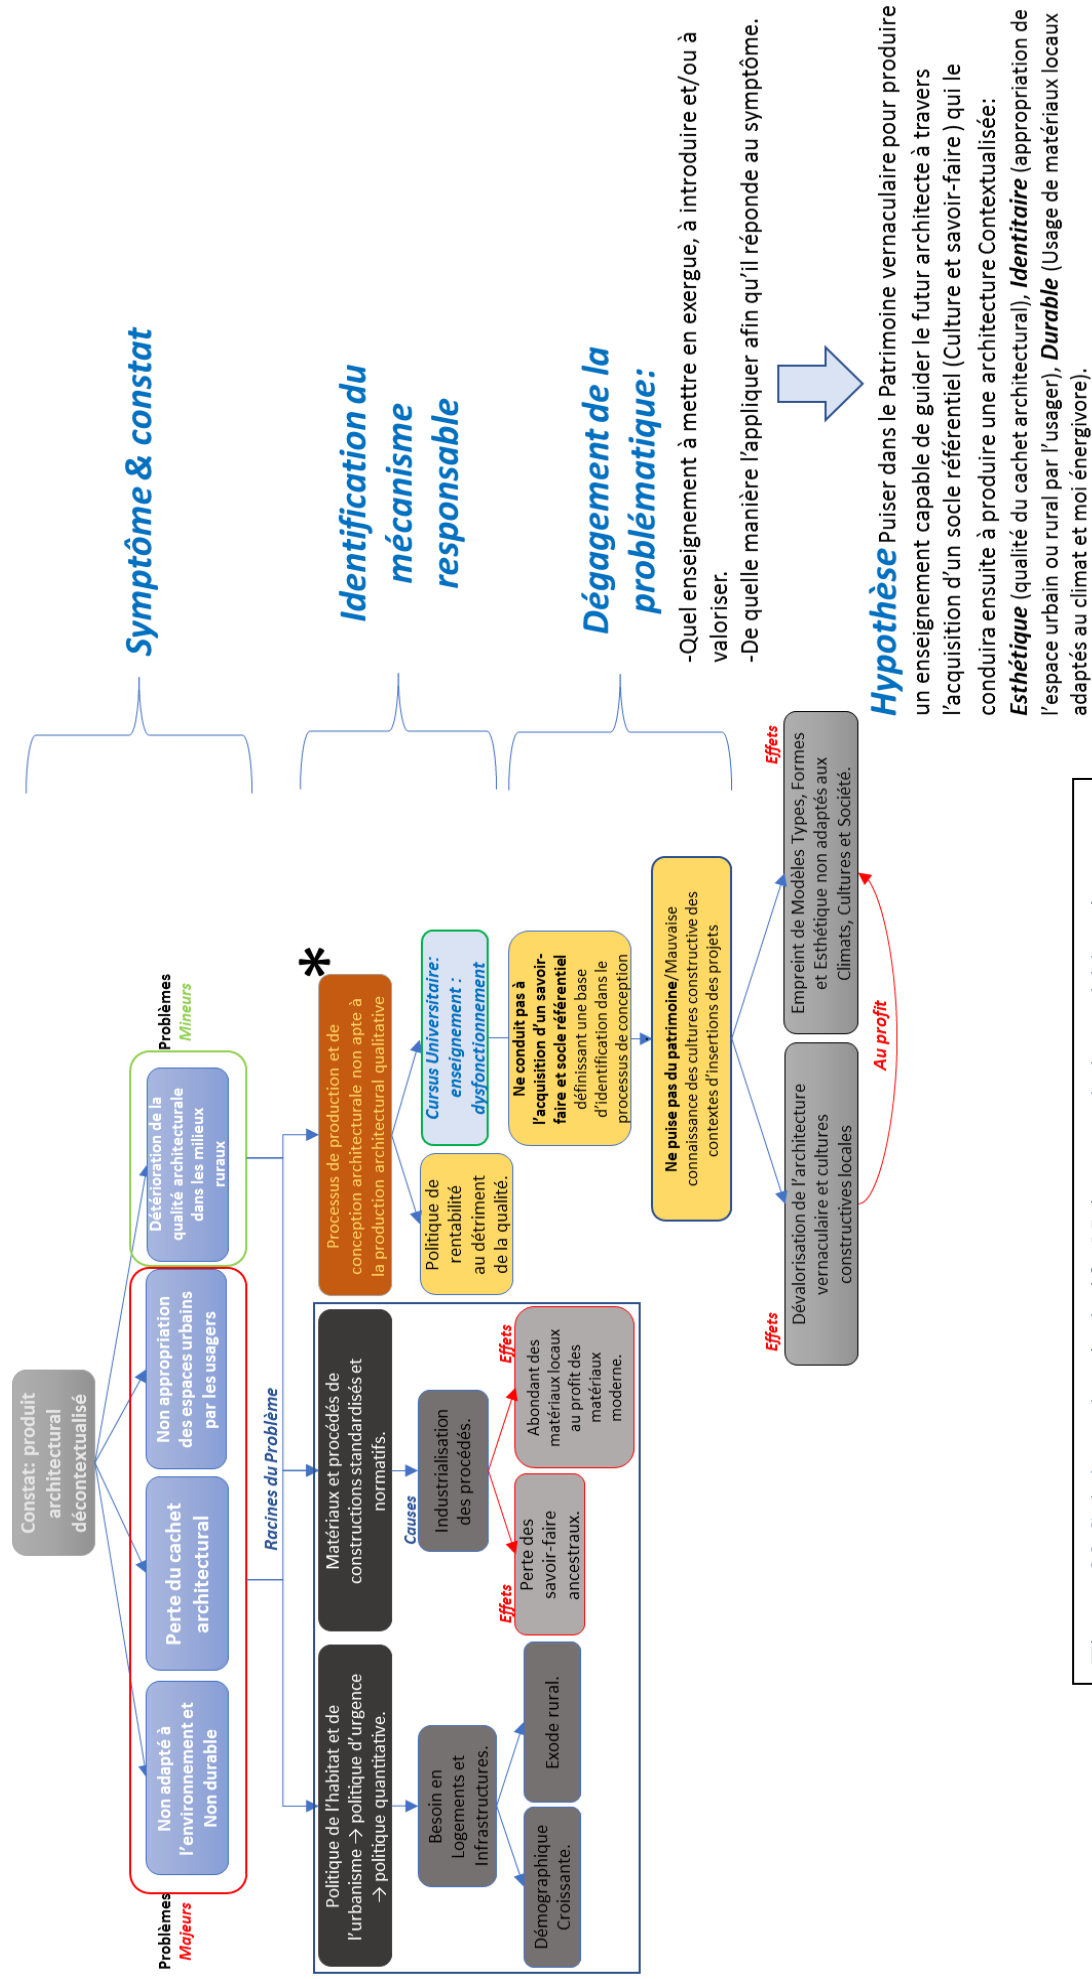 Constat: produit
architectural
décontextualisé
Problèmes
Majeurs
Non adapté à
l'environnement et
Non durable
Perte du cachet
architectural
Non appropriation
des espaces urbains
par les usagers
Détérioration de la
qualité architecturale
dans les milieux
ruraux
Problèmes
Mineurs
Symptôme & constat
Racines du Problème
Politique de l'habitat et de
l'urbanisme → politique d'urgence
→ politique quantitative.
Matériaux et procédés de
constructions standardisés et
normatifs.
Processus de production et de
conception architecturale non apte à
la production architectural qualitative
*
Identification du
mécanisme
responsable
Causes
Besoin en
Logements et
Infrastructures.
Industrialisation
des procédés.
Politique de
rentabilité
au détriment
de la qualité.
Cursus Universitaire:
enseignement :
dysfonctionnement
Démographique
Croissante.
Exode rural.
Effets
Perte des
savoir-faire
ancestraux.
Effets
Abondant des
matériaux locaux
au profit des
matériaux
moderne.
Ne conduit pas à
l'acquisition d'un savoir-
faire et socle référentiel
définissant une base
d'identification dans le
processus de conception
Dégagement de la
problématique:
Ne puise pas du patrimoine/Mauvaise
connaissance des cultures constructive des
contextes d'insertions des projets
-Quel enseignement à mettre en exergue, à introduire et/ou à
valoriser.
-De quelle manière l'appliquer afin qu'il réponde au symptôme.
Effets
Dévalorisation de l'architecture
vernaculaire et cultures
constructives locales
Effets
Empreint de Modèles Types, Formes
et Esthétique non adaptés aux
Climats, Cultures et Société.
Au profit
Hypothèse Puiser dans le Patrimoine vernaculaire pour produire
un enseignement capable de guider le futur architecte à travers
l'acquisition d'un socle référentiel (Culture et savoir-faire ) qui le
conduira ensuite à produire une architecture Contextualisée:
Esthétique (qualité du cachet architectural), Identitaire (appropriation de
l'espace urbain ou rural par l'usager), Durable (Usage de matériaux locaux
adaptés au climat et moi énergivore).